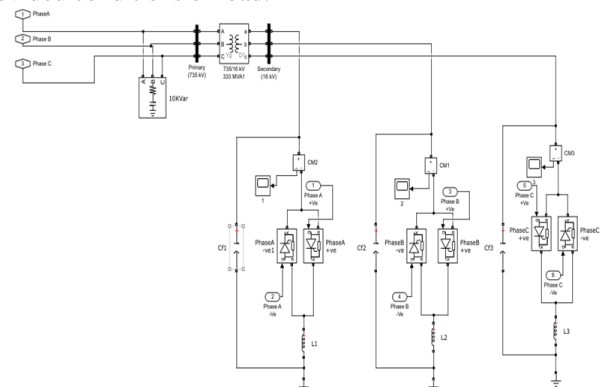 1
PhaseA
2
Phase B
3
Phase C
A
B
C
a
b
c
Primary
(735 kV)
735/16 kV
333 MVA1
Secondary
(16 kV)
A
B
C
10KVar
CM2
CM1
CM3
1
2
3
1
Phase A
+Ve
3
Phase B
+Ve
5
Phase C
+Ve
Cf1
PhaseA
-ve1
PhaseA
+ve
Cf2
PhaseB
-ve
PhaseB
+ve
Cf3
PhaseC
+ve
PhaseC
-ve
2
Phase A
-Ve
4
Phase B
-Ve
6
Phase C
-Ve
L1
L2
L3